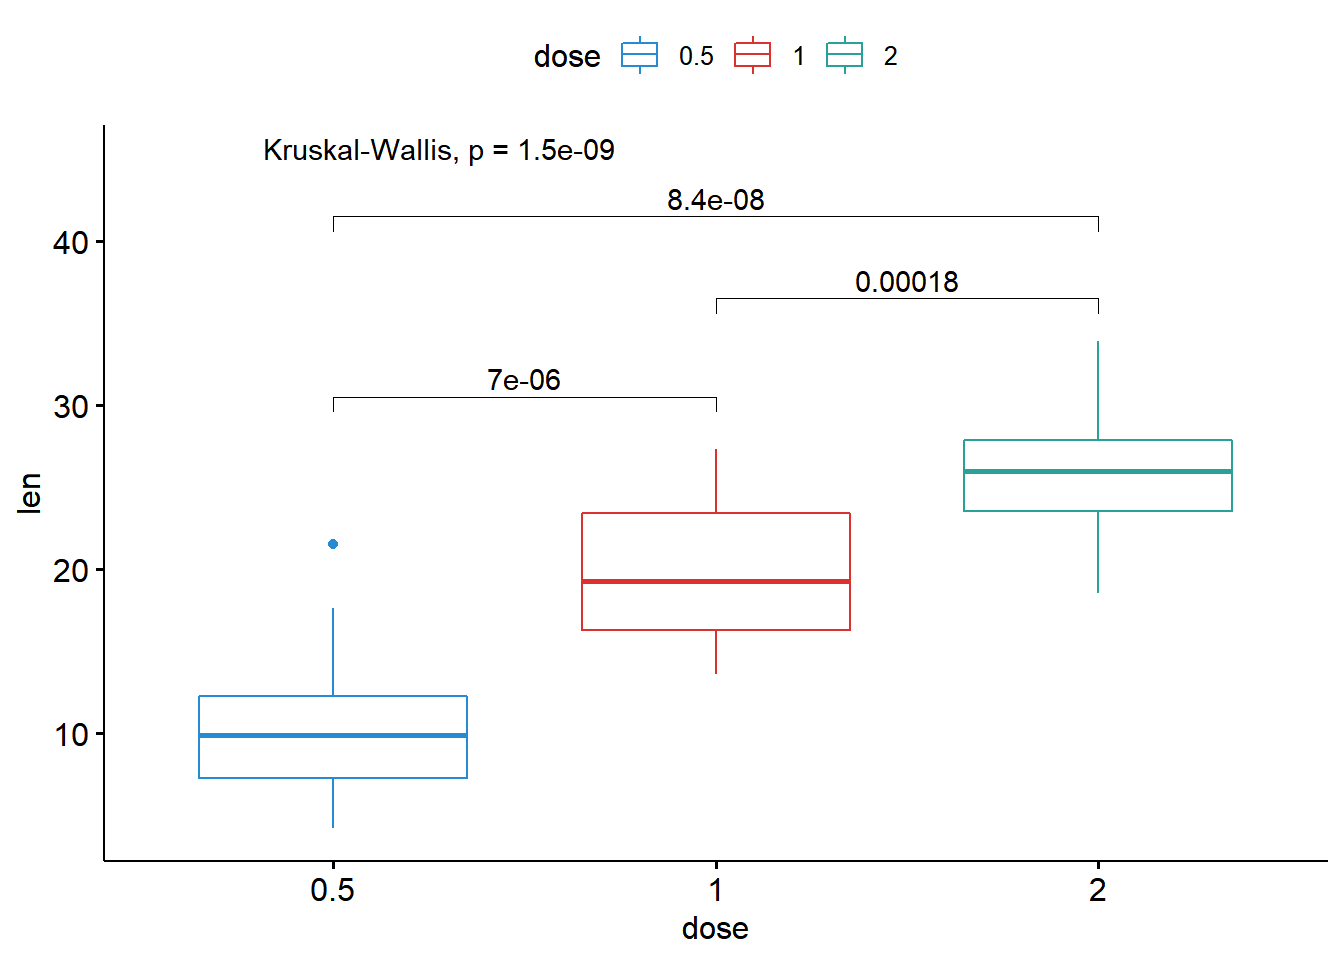 dose 0.5 1 2
Kruskal-Wallis, p = 1.5e-09
8.4e-08
0.00018
7e-06
40
30
20
10
len
0.5 1 2
dose